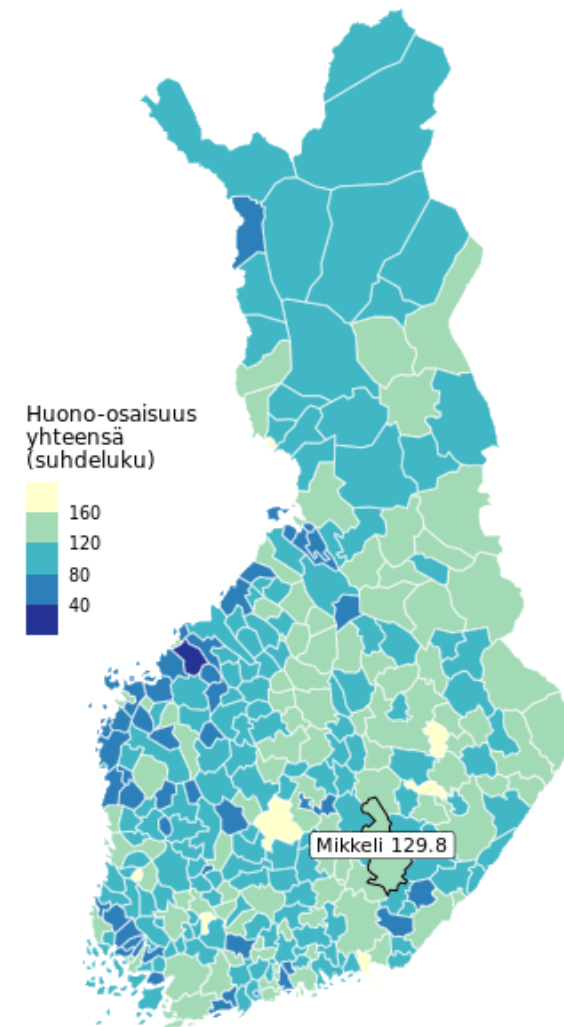 Huono-osaisuus
yhteensä
(suhdeluku)
160
120
80
40
Mikkeli 129.8